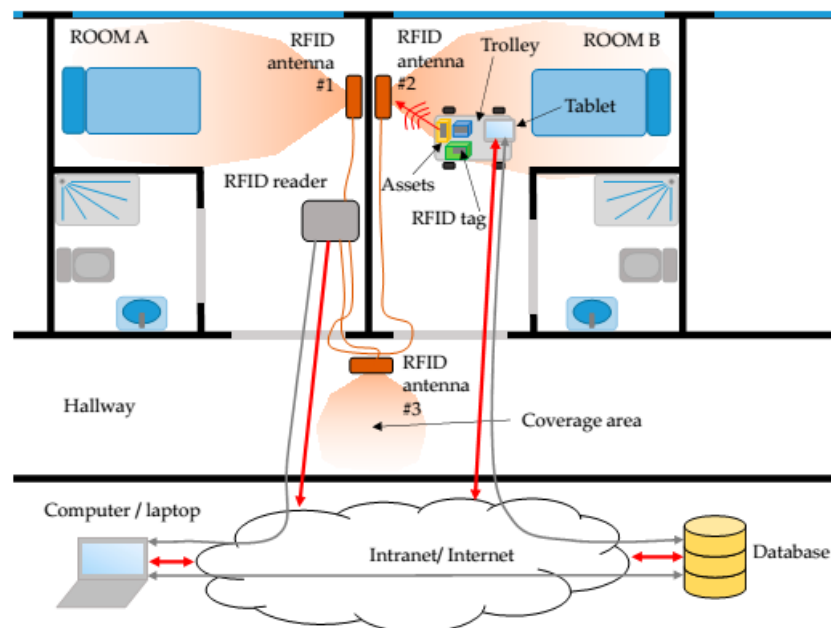 ROOM A
RFID
antenna
#1
RFID
antenna
#2
Trolley
ROOM B
Tablet
Assets
RFID reader
RFID tag
RFID
antenna
#3
Hallway
Coverage area
Computer / laptop
Intranet/ Internet
Database